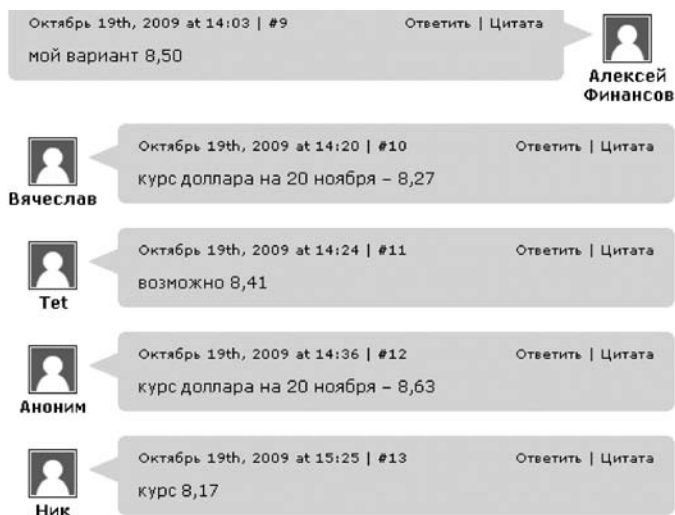 Октябрь 19th, 2009 at 14:03 | #9 Ответить | Цитата
мой вариант 8,50
Алексей
Финансов
Октябрь 19th, 2009 at 14:20 | #10 Ответить | Цитата
курс доллара на 20 ноября – 8,27
Вячеслав
Октябрь 19th, 2009 at 14:24 | #11 Ответить | Цитата
возможно 8,41
Tet
Октябрь 19th, 2009 at 14:36 | #12 Ответить | Цитата
курс доллара на 20 ноября – 8,63
Аноним
Октябрь 19th, 2009 at 15:25 | #13 Ответить | Цитата
курс 8,17
Ник